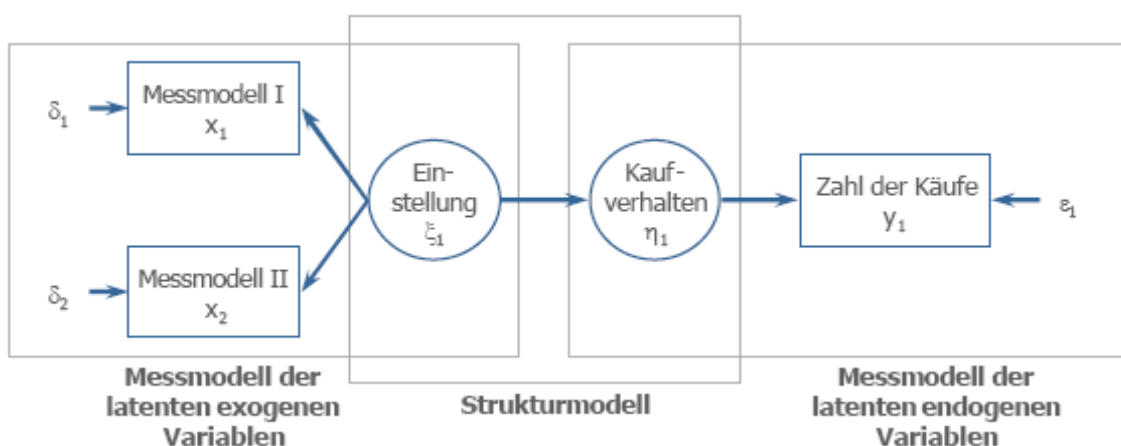 δ₁
Messmodell I
x₁
δ₂
Messmodell II
x₂
Ein-
stellung
ξ₁
Kauf-
verhalten
η₁
Zahl der Käufe
y₁
ε₁
Messmodell der
latenten exogenen
Variablen
Strukturmodell
Messmodell der
latenten endogenen
Variablen